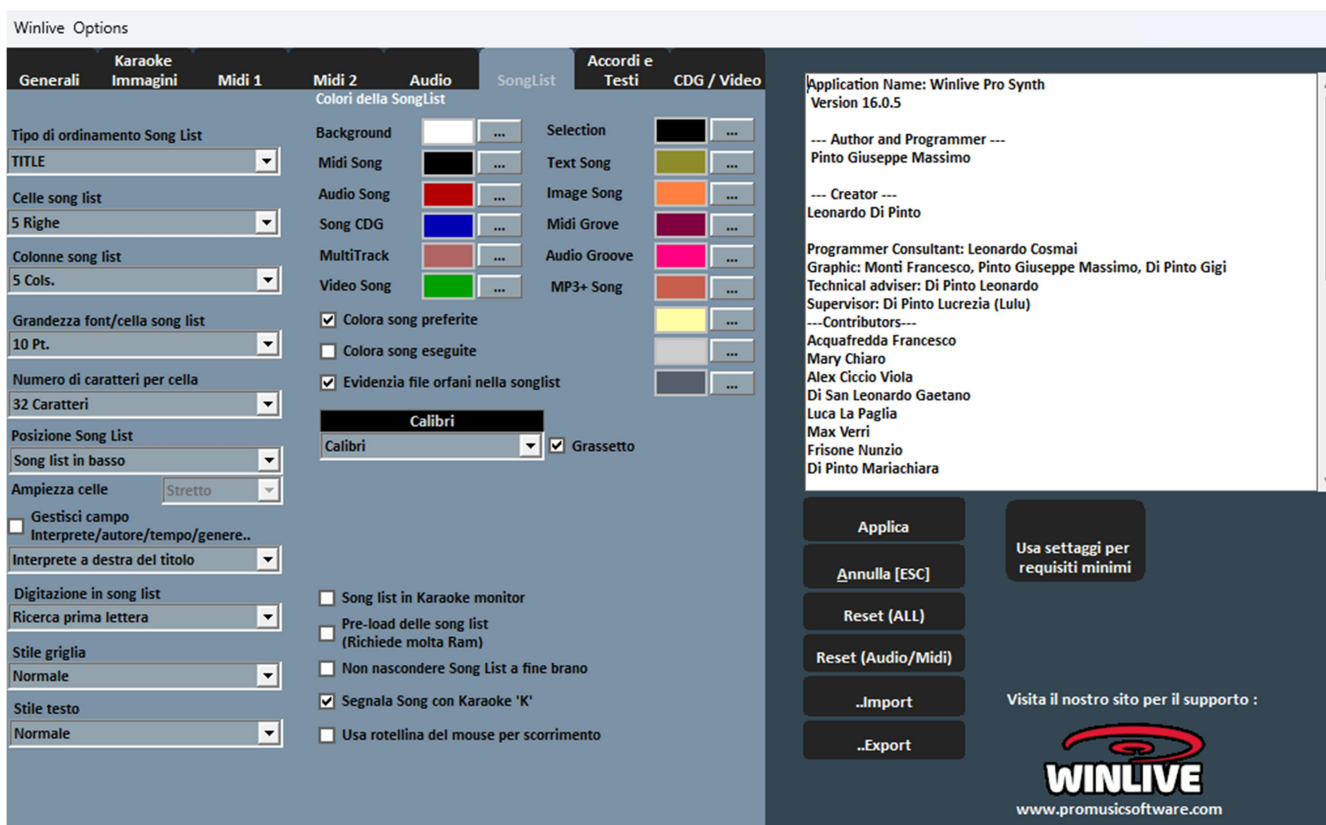 Winlive Options
Generali
Karaoke
Immagini
Midi 1
Midi 2
Audio
SongList
Accordi e
Testi
CDG / Video
Tipo di ordinamento Song List
TITLE
Celle song list
5 Righe
Colonne song list
5 Cols.
Grandezza font/cella song list
10 Pt.
Numero di caratteri per cella
32 Caratteri
Posizione Song List
Song list in basso
Ampiezza celle
Stretto
Gestisci campo
Interprete/autore/tempo/genere..
Interprete a destra del titolo
Digitazione in song list
Ricerca prima lettera
Stile griglia
Normale
Stile testo
Normale
Colori della SongList
Background ...
Midi Song ...
Audio Song ...
Song CDG ...
MultiTrack ...
Video Song ...
Selection ...
Text Song ...
Image Song ...
Midi Grove ...
Audio Groove ...
MP3+ Song ...
Colora song preferite ...
Colora song eseguite ...
Evidenzia file orfani nella songlist ...
Calibri
Calibri
Grassetto
Song list in Karaoke monitor
Pre-load delle song list
(Richiede molta Ram)
Non nascondere Song List a fine brano
Segnala Song con Karaoke 'K'
Usa rotellina del mouse per scorrimento
Application Name: Winlive Pro Synth
Version 16.0.5
--- Author and Programmer ---
Pinto Giuseppe Massimo
--- Creator ---
Leonardo Di Pinto
Programmer Consultant: Leonardo Cosmai
Graphic: Monti Francesco, Pinto Giuseppe Massimo, Di Pinto Gigi
Technical adviser: Di Pinto Leonardo
Supervisor: Di Pinto Lucrezia (Lulu)
---Contributors---
Acquafredda Francesco
Mary Chiaro
Alex Ciccio Viola
Di San Leonardo Gaetano
Luca La Paglia
Max Verri
Frisone Nunzio
Di Pinto Mariachiara
Applica
Annulla [ESC]
Reset (ALL)
Reset (Audio/Midi)
..Import
..Export
Usa settaggi per
requisiti minimi
Visita il nostro sito per il supporto :
WINLIVE
www.promusicsoftware.com